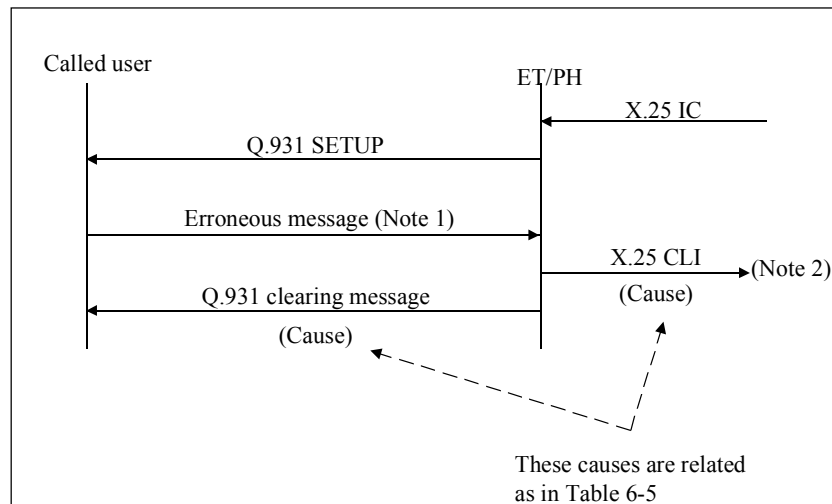 Called user
ET/PH
X.25 IC
Q.931 SETUP
Erroneous message (Note 1)
X.25 CLI
(Note 2)
Q.931 clearing message
(Cause)
(Cause)
These causes are related
as in Table 6-5